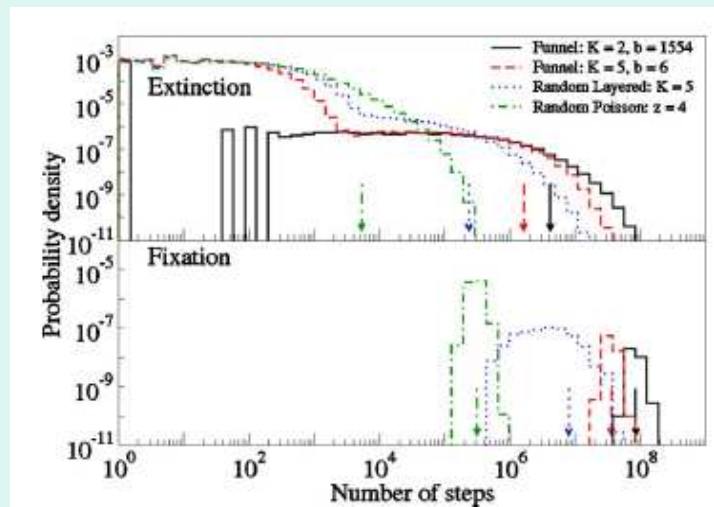 Funnel: K = 2, b = 1554
Funnel: K = 5, b = 6
Random Layered: K = 5
Random Poisson: z = 4
Extinction
Fixation
Probability density
10^-3
10^-5
10^-7
10^-9
10^-11
10^-5
10^-7
10^-9
10^-11
10^0 10^2 10^4 10^6 10^8
Number of steps